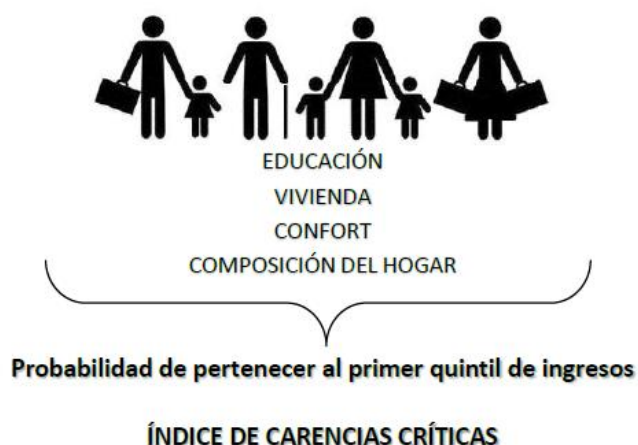 EDUCACIÓN
VIVIENDA
CONFORT
COMPOSICIÓN DEL HOGAR
Probabilidad de pertenecer al primer quintil de ingresos
ÍNDICE DE CARENCIAS CRÍTICAS